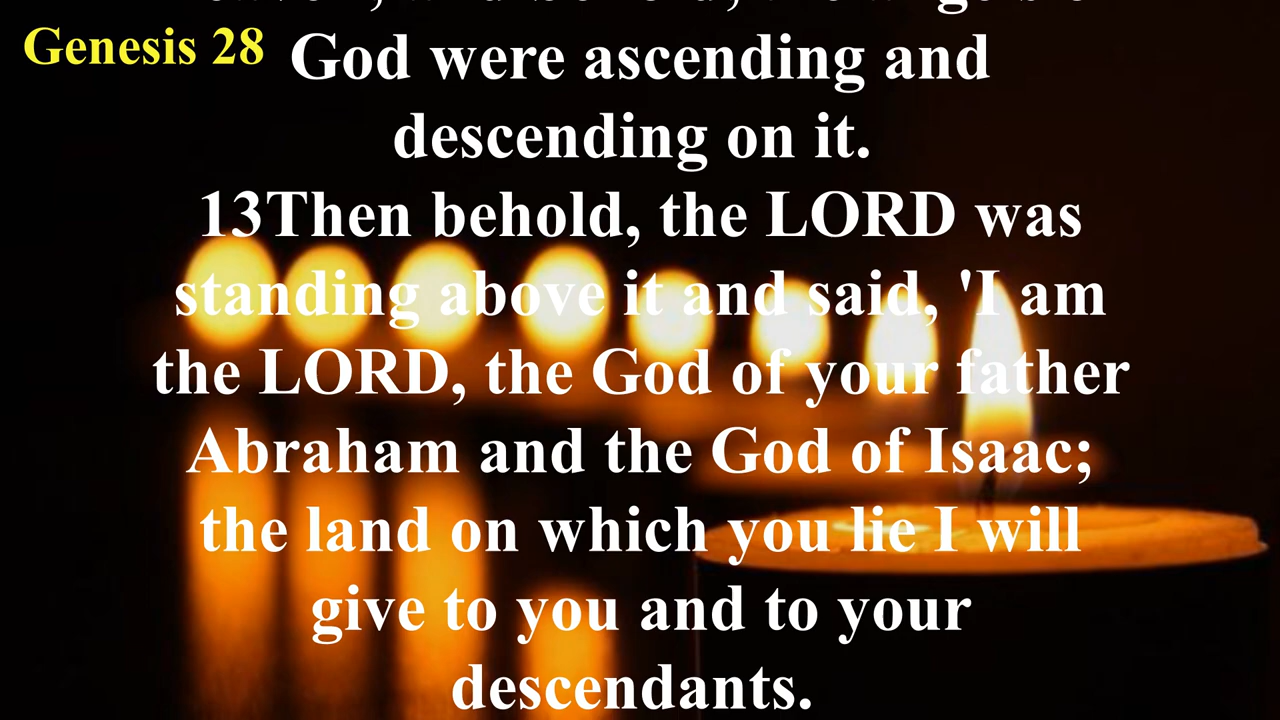 Genesis 28
God were ascending and
descending on it.
13Then behold, the LORD was
standing above it and said, 'I am
the LORD, the God of your father
Abraham and the God of Isaac;
the land on which you lie I will
give to you and to your
descendants.